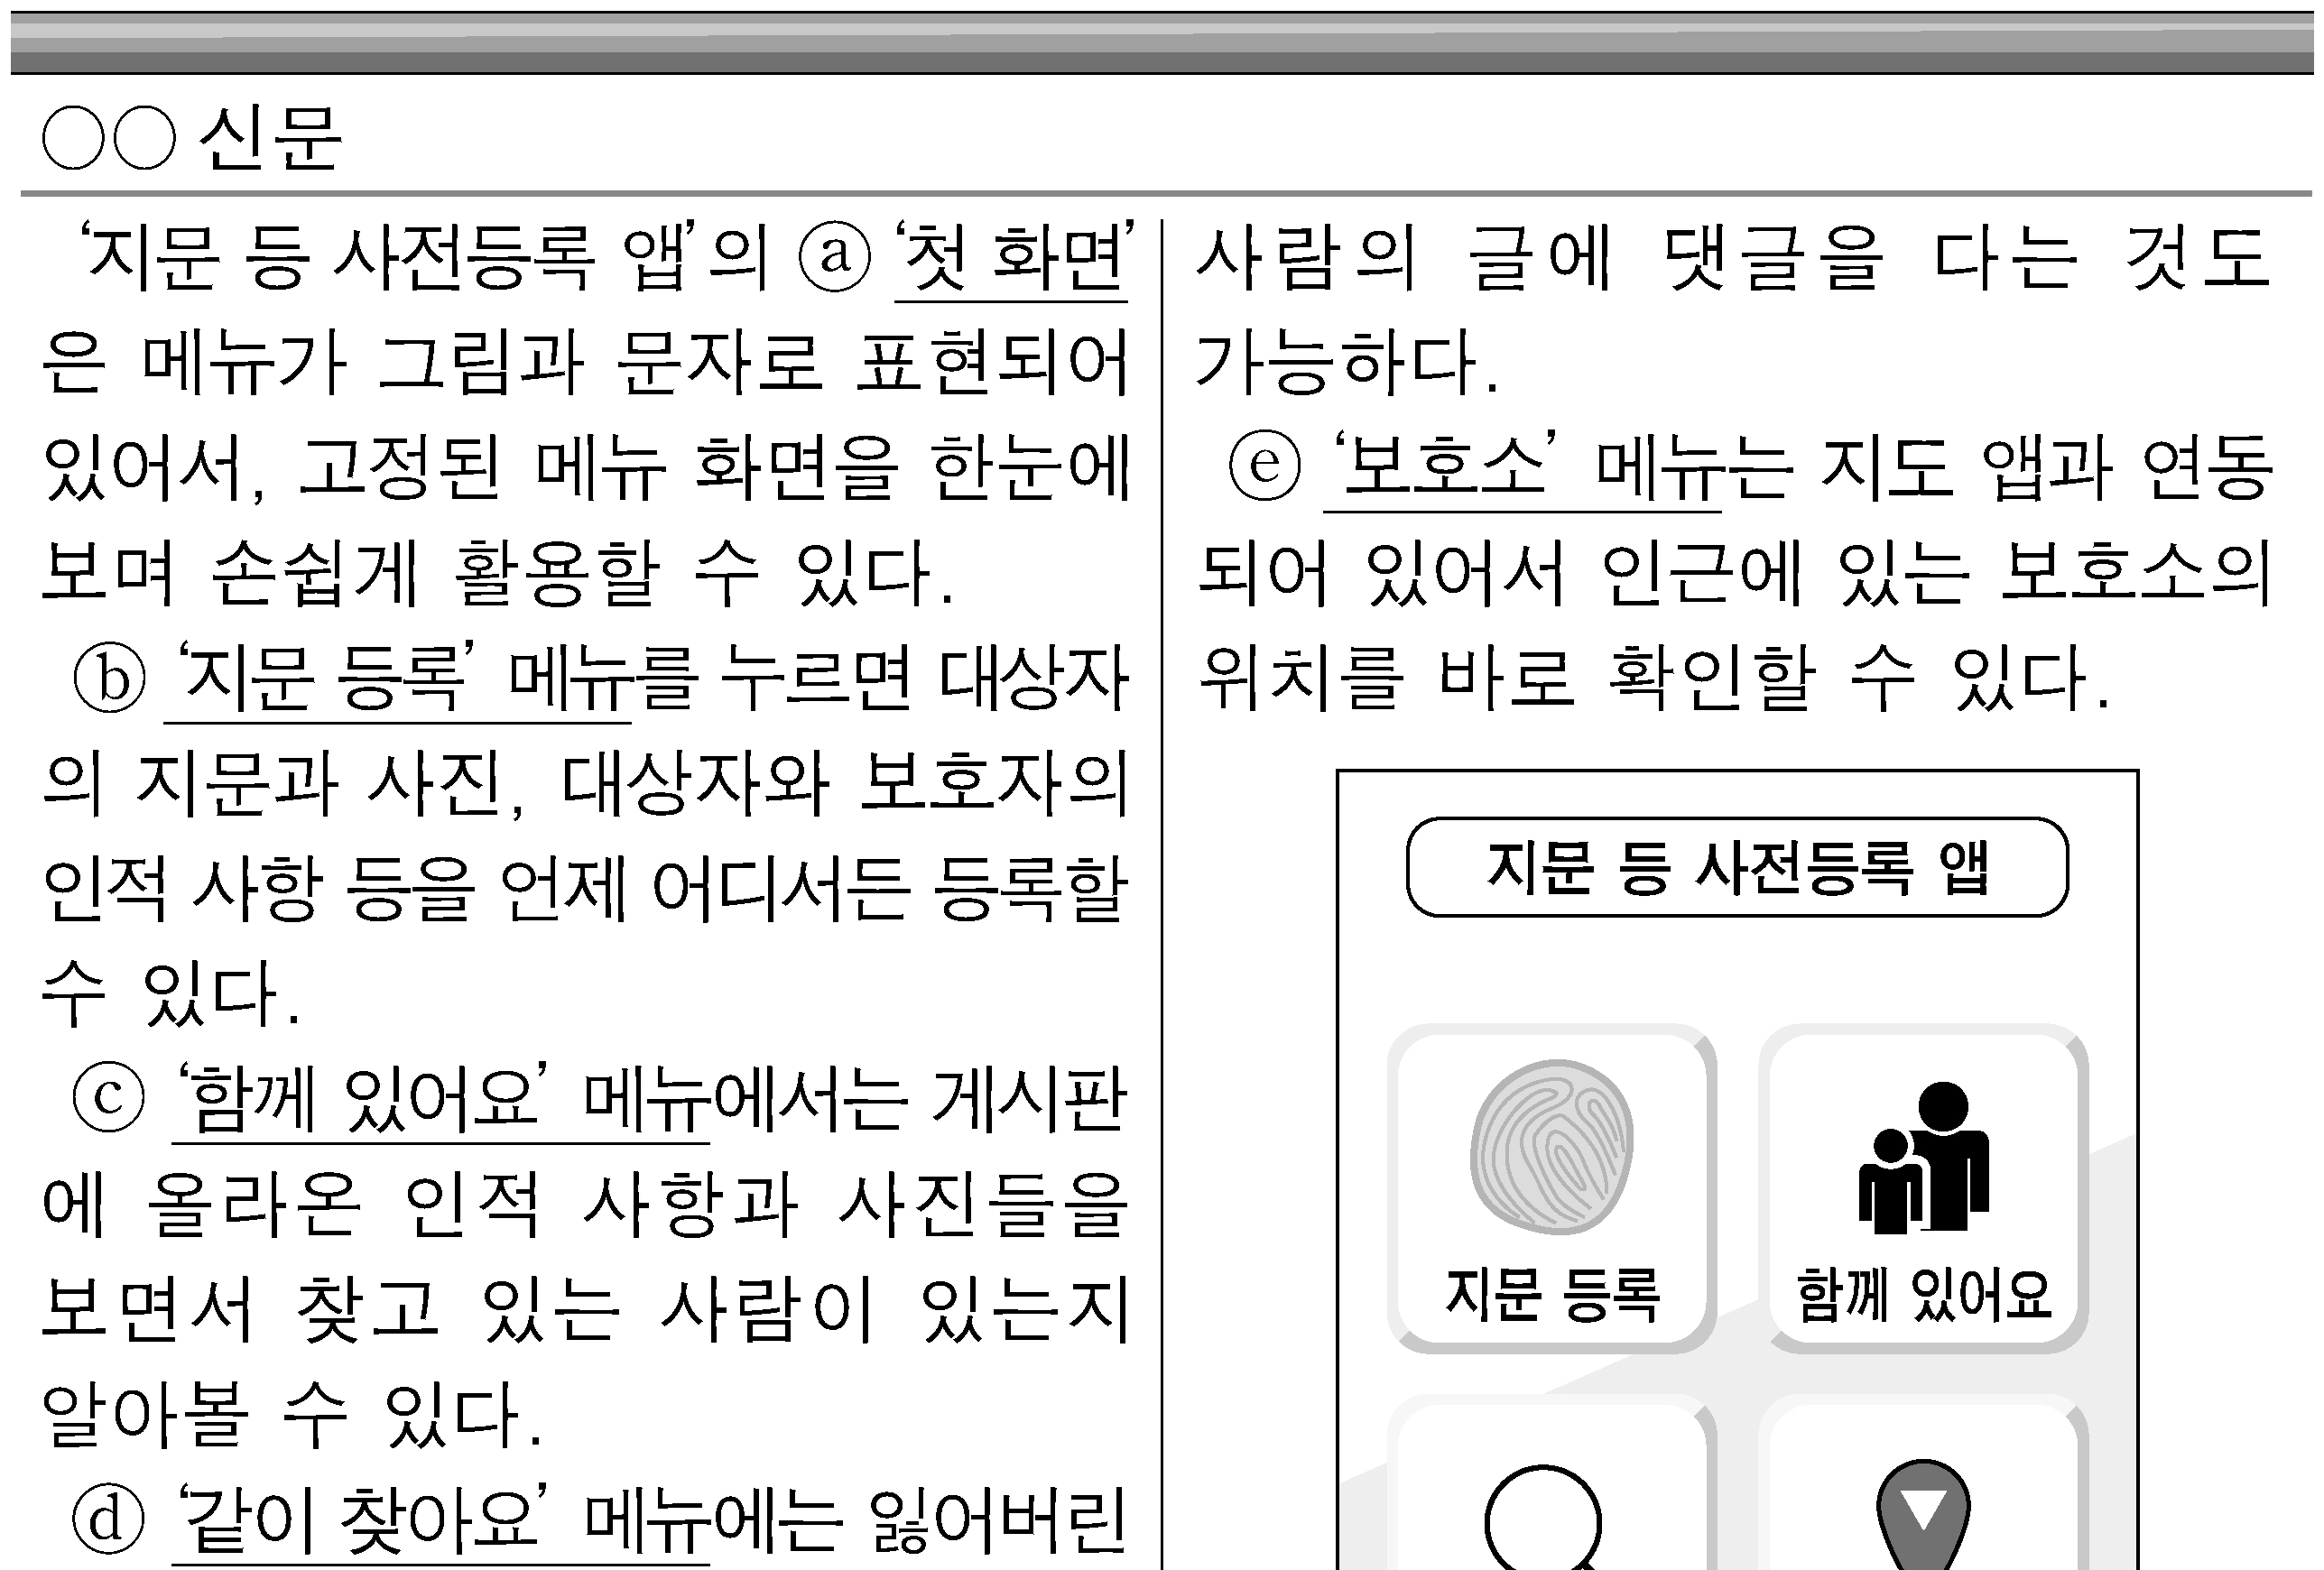 ○○ 신문
‘지문 등 사전등록 앱’의 ⓐ ‘첫 화면’
은 메뉴가 그림과 문자로 표현되어
있어서, 고정된 메뉴 화면을 한눈에
보며 손쉽게 활용할 수 있다.
ⓑ ‘지문 등록’ 메뉴를 누르면 대상자
의 지문과 사진, 대상자와 보호자의
인적 사항 등을 언제 어디서든 등록할
수 있다.
ⓒ ‘함께 있어요’ 메뉴에서는 게시판
에 올라온 인적 사항과 사진들을
보면서 찾고 있는 사람이 있는지
알아볼 수 있다.
ⓓ ‘같이 찾아요’ 메뉴에는 잃어버린
사람의 글에 댓글을 다는 것도
가능하다.
ⓔ ‘보호소’ 메뉴는 지도 앱과 연동
되어 있어서 인근에 있는 보호소의
위치를 바로 확인할 수 있다.
지문 등 사전등록 앱
지문 등록
함께 있어요